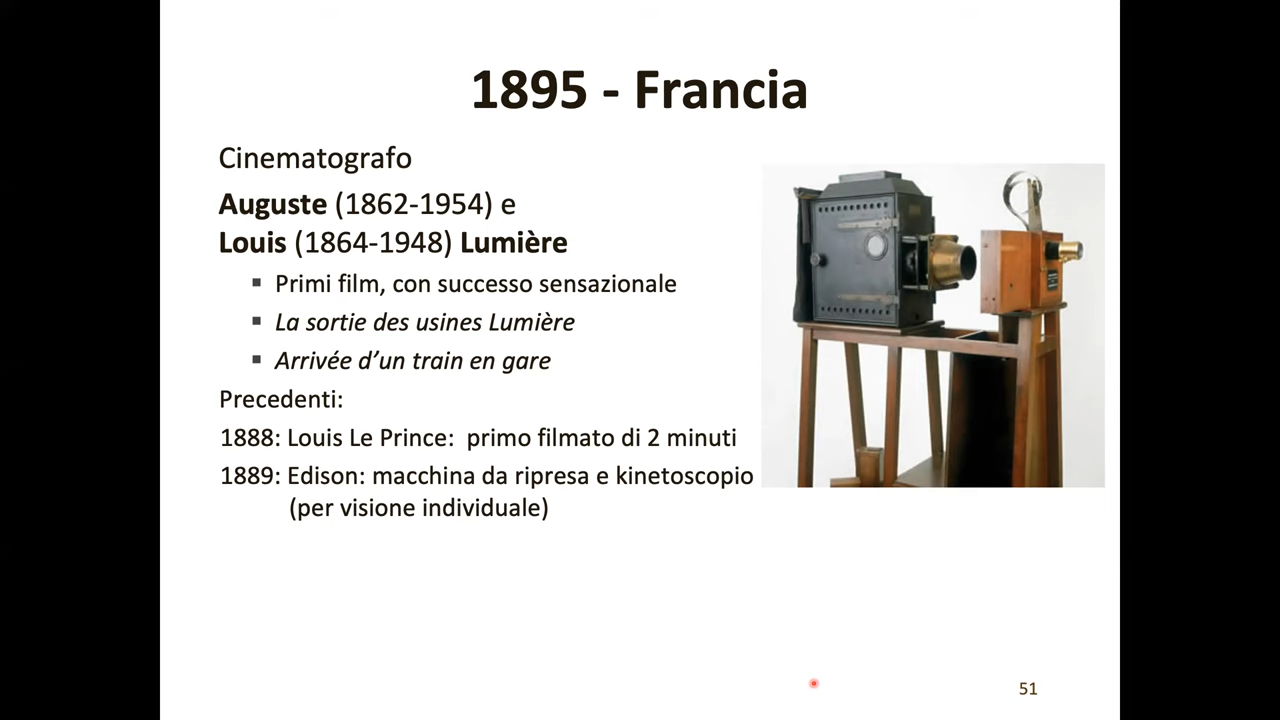 1895 - Francia
Cinematografo
Auguste (1862-1954) e
Louis (1864-1948) Lumière
▪ Primi film, con successo sensazionale
▪ La sortie des usines Lumière
▪ Arrivée d’un train en gare
Precedenti:
1888: Louis Le Prince: primo filmato di 2 minuti
1889: Edison: macchina da ripresa e kinetoscopio
(per visione individuale)
51